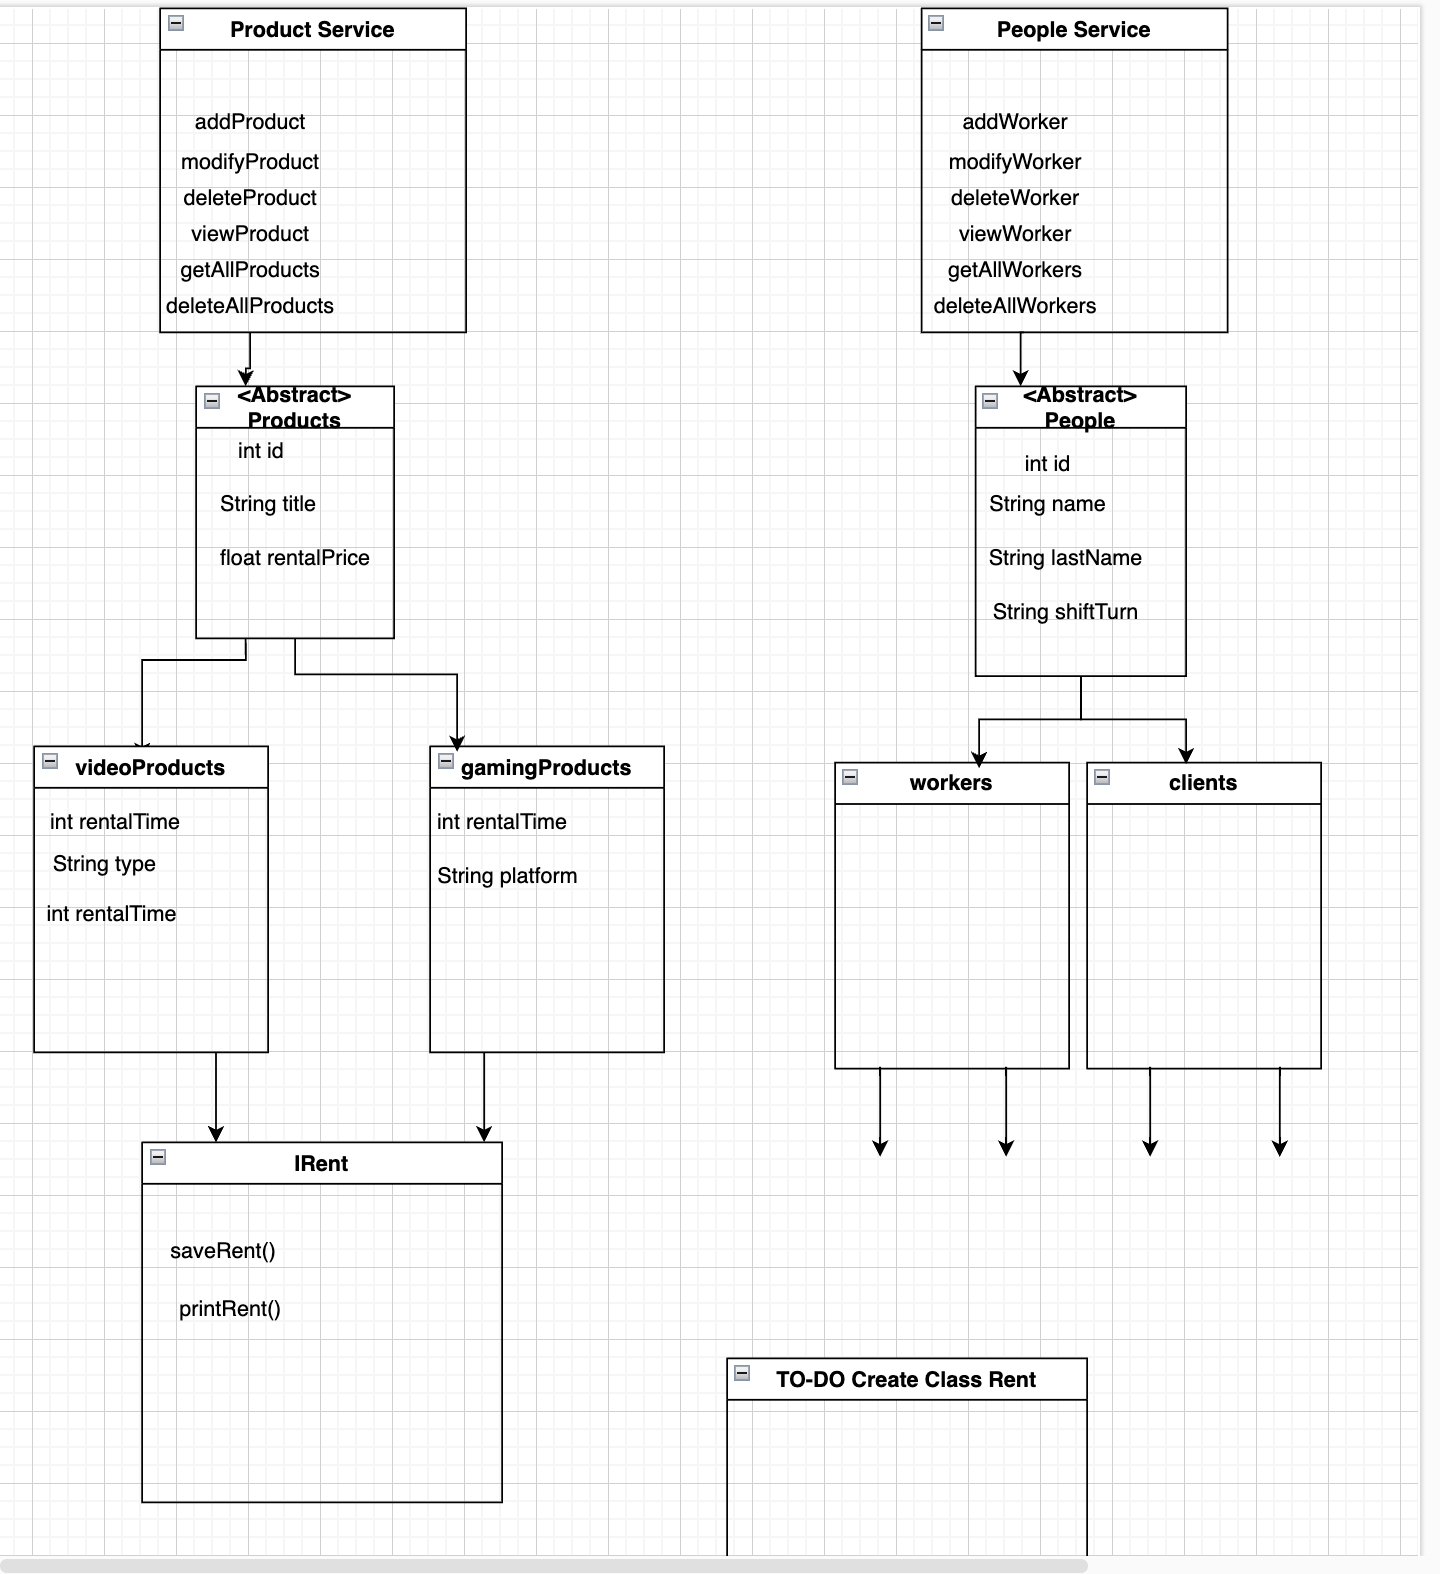 Product Service
addProduct
modifyProduct
deleteProduct
viewProduct
getAllProducts
deleteAllProducts
People Service
addWorker
modifyWorker
deleteWorker
viewWorker
getAllWorkers
deleteAllWorkers
<Abstract>
Products
int id
String title
float rentalPrice
<Abstract>
People
int id
String name
String lastName
String shiftTurn
videoProducts
int rentalTime
String type
int rentalTime
gamingProducts
int rentalTime
String platform
workers
clients
IRent
saveRent()
printRent()
TO-DO Create Class Rent